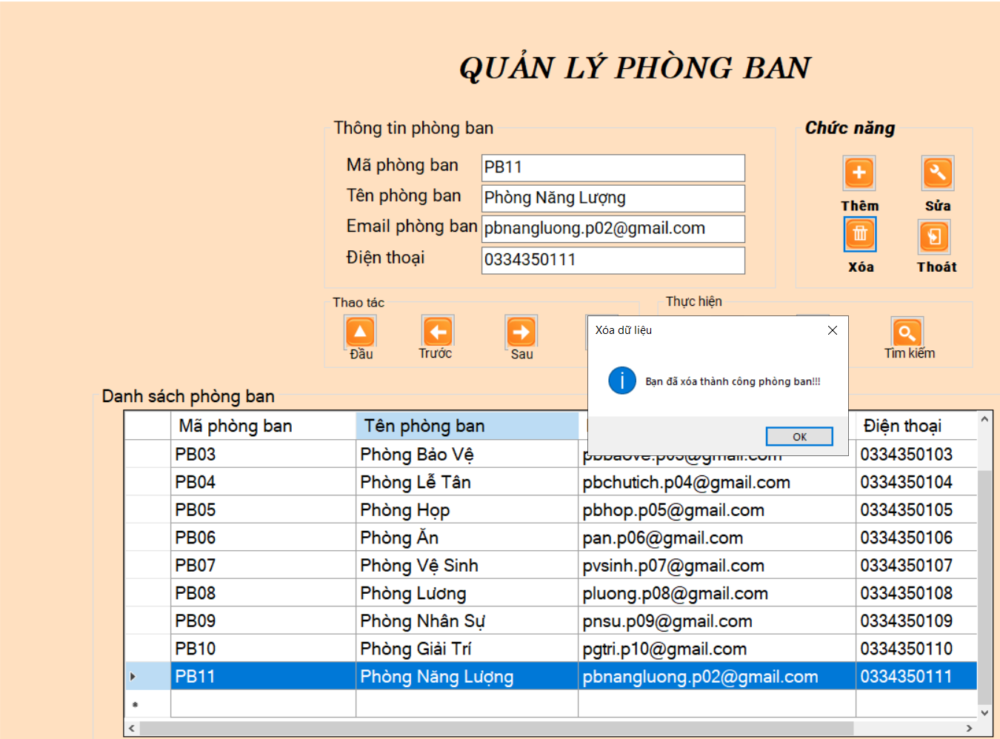 QUẢN LÝ PHÒNG BAN
Thông tin phòng ban
Mã phòng ban PB11
Tên phòng ban Phòng Năng Lượng
Email phòng ban pbnangluong.p02@gmail.com
Điện thoại 0334350111
Chức năng
Thêm Sửa
Xóa Thoát
Thao tác
Đầu Trước Sau
Thực hiện
Tìm kiếm
Xóa dữ liệu
Bạn đã xóa thành công phòng ban!!!
OK
Danh sách phòng ban
Mã phòng ban Tên phòng ban Điện thoại
PB03 Phòng Bảo Vệ pbbaove.p03@gmail.com 0334350103
PB04 Phòng Lễ Tân pbchutich.p04@gmail.com 0334350104
PB05 Phòng Họp pbhop.p05@gmail.com 0334350105
PB06 Phòng Ăn pan.p06@gmail.com 0334350106
PB07 Phòng Vệ Sinh pvsinh.p07@gmail.com 0334350107
PB08 Phòng Lương pluong.p08@gmail.com 0334350108
PB09 Phòng Nhân Sự pnsu.p09@gmail.com 0334350109
PB10 Phòng Giải Trí pgtri.p10@gmail.com 0334350110
PB11 Phòng Năng Lượng pbnangluong.p02@gmail.com 0334350111